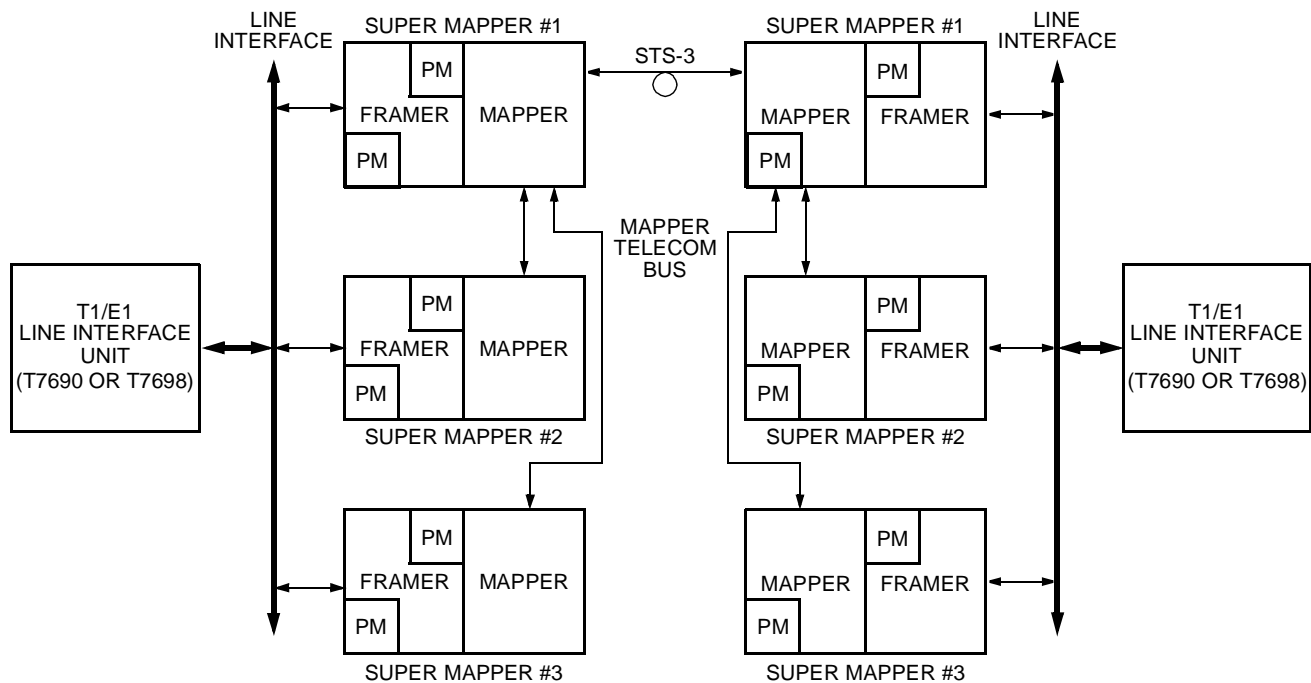 LINE
INTERFACE
SUPER MAPPER #1
PM
FRAMER
MAPPER
PM
STS-3
SUPER MAPPER #1
PM
MAPPER
FRAMER
PM
LINE
INTERFACE
MAPPER
TELECOM
BUS
T1/E1
LINE INTERFACE
UNIT
(T7690 OR T7698)
PM
FRAMER
MAPPER
PM
SUPER MAPPER #2
PM
MAPPER
FRAMER
PM
SUPER MAPPER #2
T1/E1
LINE INTERFACE
UNIT
(T7690 OR T7698)
PM
FRAMER
MAPPER
PM
SUPER MAPPER #3
PM
MAPPER
FRAMER
PM
SUPER MAPPER #3